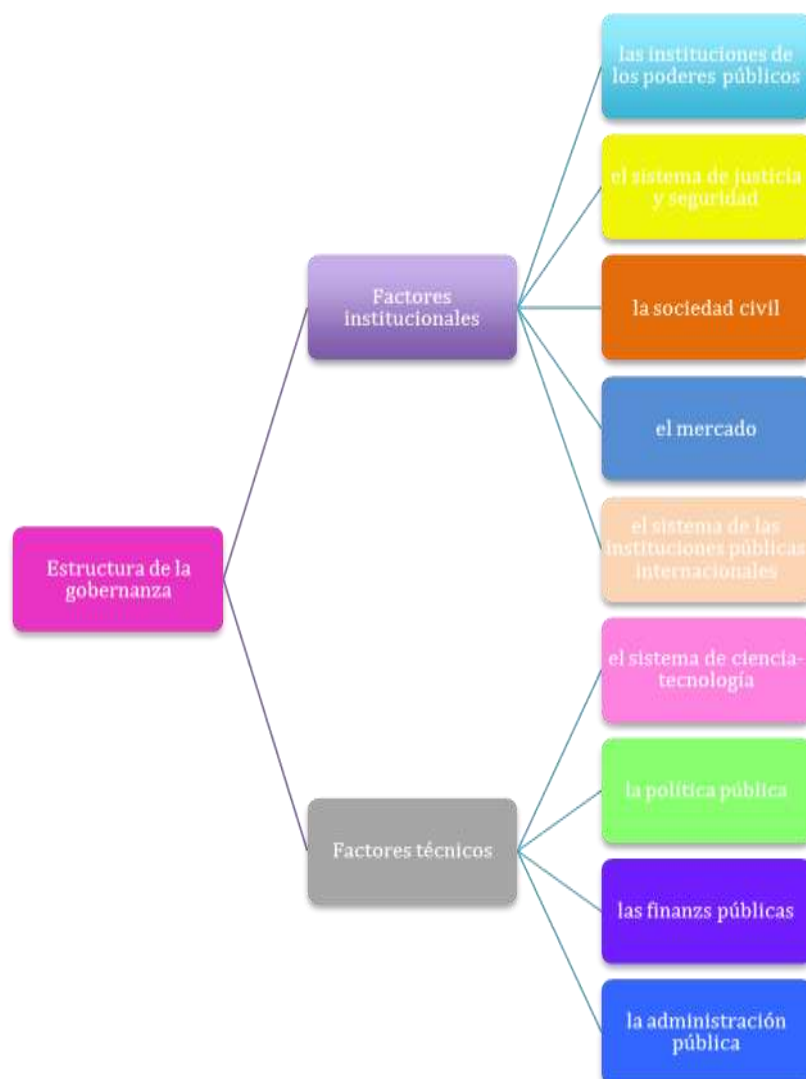 las instituciones de
los poderes públicos
el sistema de justicia
y seguridad
Factores
institucionales
la sociedad civil
el mercado
el sistema de las
instituciones públicas
internacionales
Estructura de la
gobernanza
el sistema de ciencia-
tecnología
la política pública
Factores técnicos
las finanzs públicas
la administración
pública